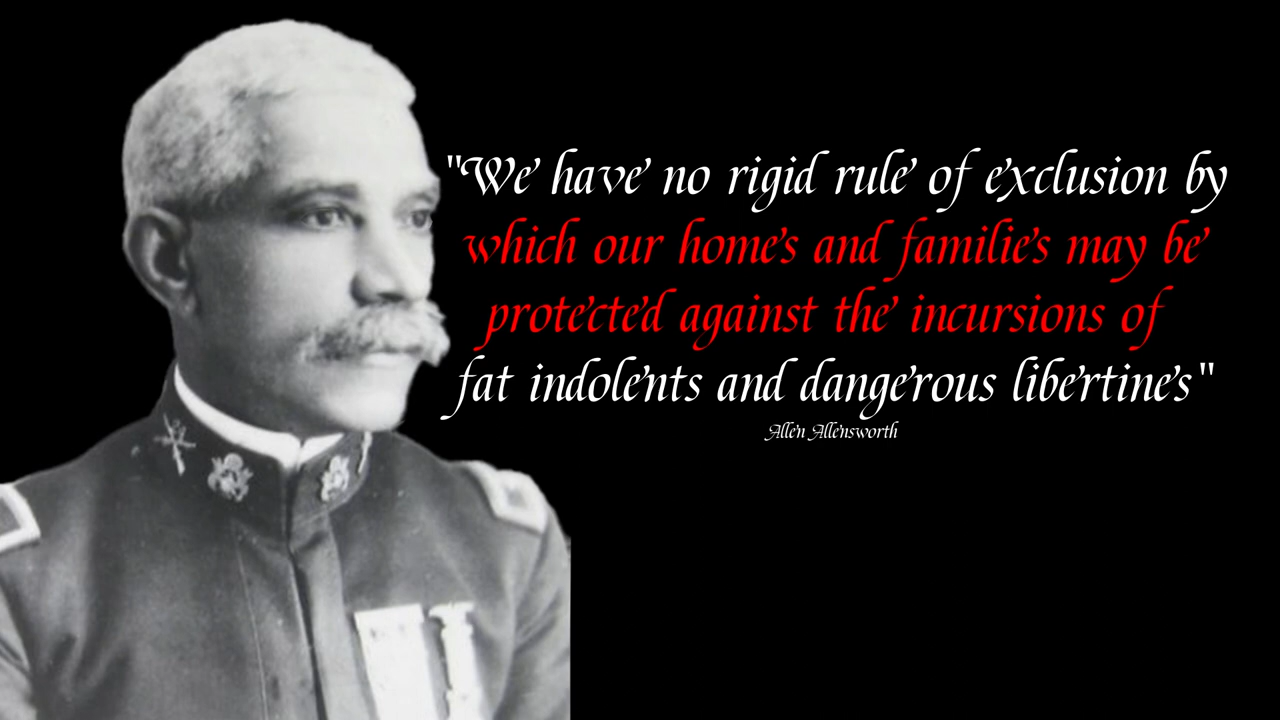 "We have no rigid rule of exclusion by
which our homes and families may be
protected against the incursions of
fat indolents and dangerous libertines"
Allen Allensworth